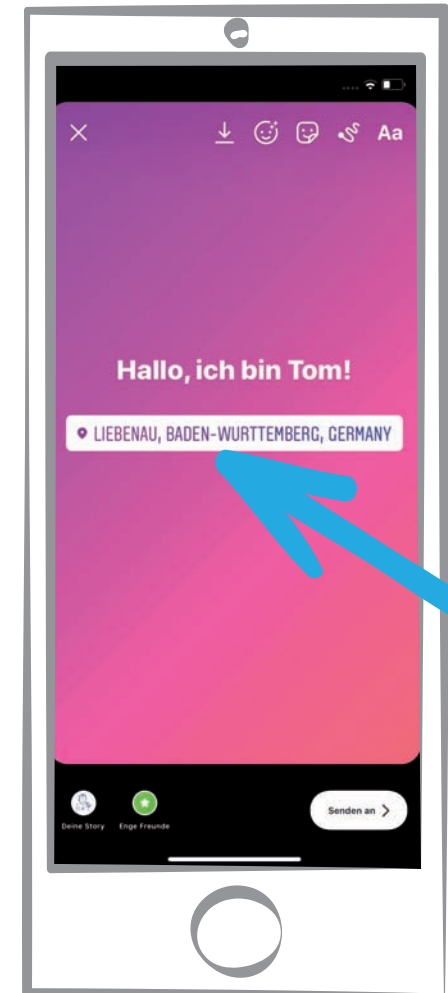 Aa
Hallo, ich bin Tom!
LIEBENAU, BADEN-WURTTEMBERG, GERMANY
Senden an
Deine Story Enge Freunde